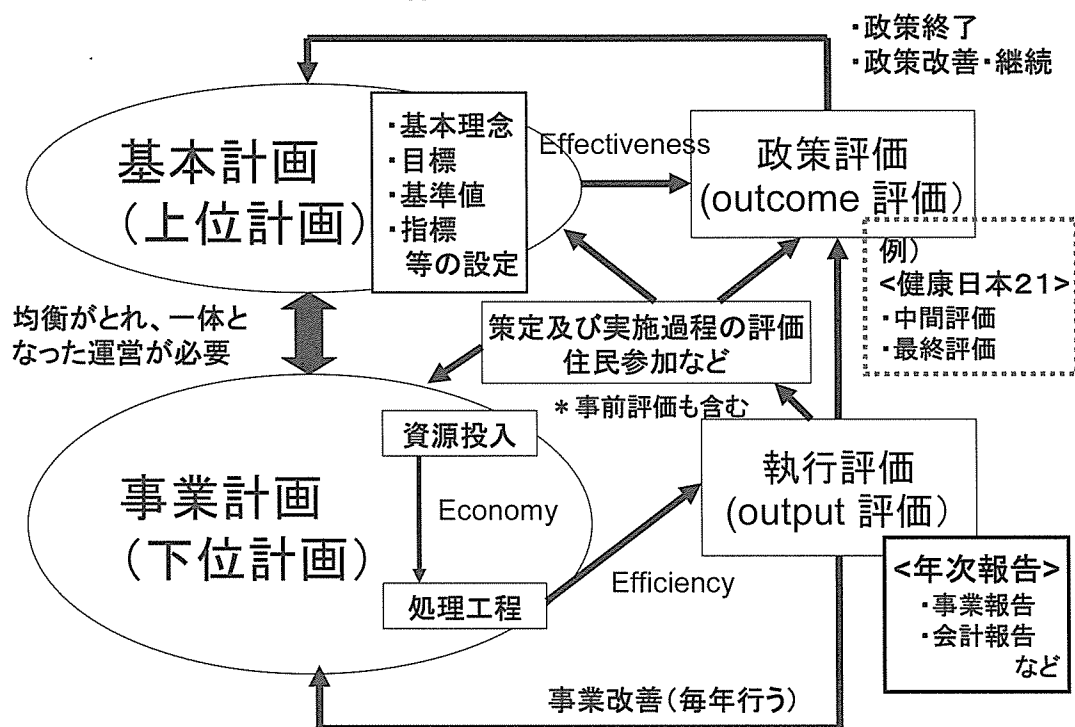 ・政策終了
・政策改善・継続
基本計画
(上位計画)
・基本理念
・目標
・基準値
・指標
等の設定
Effectiveness
政策評価
(outcome 評価)
例)
<健康日本21>
・中間評価
・最終評価
均衡がとれ、一体と
なった運営が必要
策定及び実施過程の評価
住民参加など
*事前評価も含む
事業計画
(下位計画)
資源投入
Economy
処理工程
Efficiency
執行評価
(output 評価)
<年次報告>
・事業報告
・会計報告
など
事業改善(毎年行う)